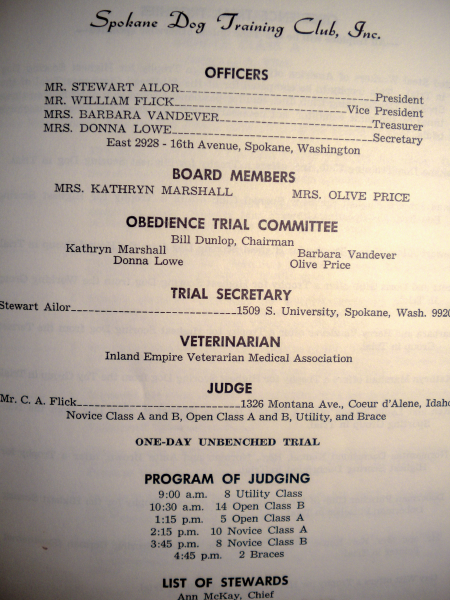 Spokane Dog Training Club, Inc.
OFFICERS
MR. STEWART AILOR President
MR. WILLIAM FLICK Vice President
MRS. BARBARA VANDEVER Treasurer
MRS. DONNA LOWE Secretary
East 2928 - 16th Avenue, Spokane, Washington
BOARD MEMBERS
MRS. KATHRYN MARSHALL MRS. OLIVE PRICE
OBEDIENCE TRIAL COMMITTEE
Bill Dunlop, Chairman
Kathryn Marshall Barbara Vandever
Donna Lowe Olive Price
TRIAL SECRETARY
Stewart Ailor 1509 S. University, Spokane, Wash. 9920
VETERINARIAN
Inland Empire Veterarian Medical Association
JUDGE
Mr. C. A. Flick 1326 Montana Ave., Coeur d'Alene, Idaho
Novice Class A and B, Open Class A and B, Utility, and Brace
ONE-DAY UNBENCHED TRIAL
PROGRAM OF JUDGING
9:00 a.m. 8 Utility Class
10:30 a.m. 14 Open Class B
1:15 p.m. 5 Open Class A
2:15 p.m. 10 Novice Class A
3:45 p.m. 8 Novice Class B
4:45 p.m. 2 Braces
LIST OF STEWARDS
Ann McKay, Chief